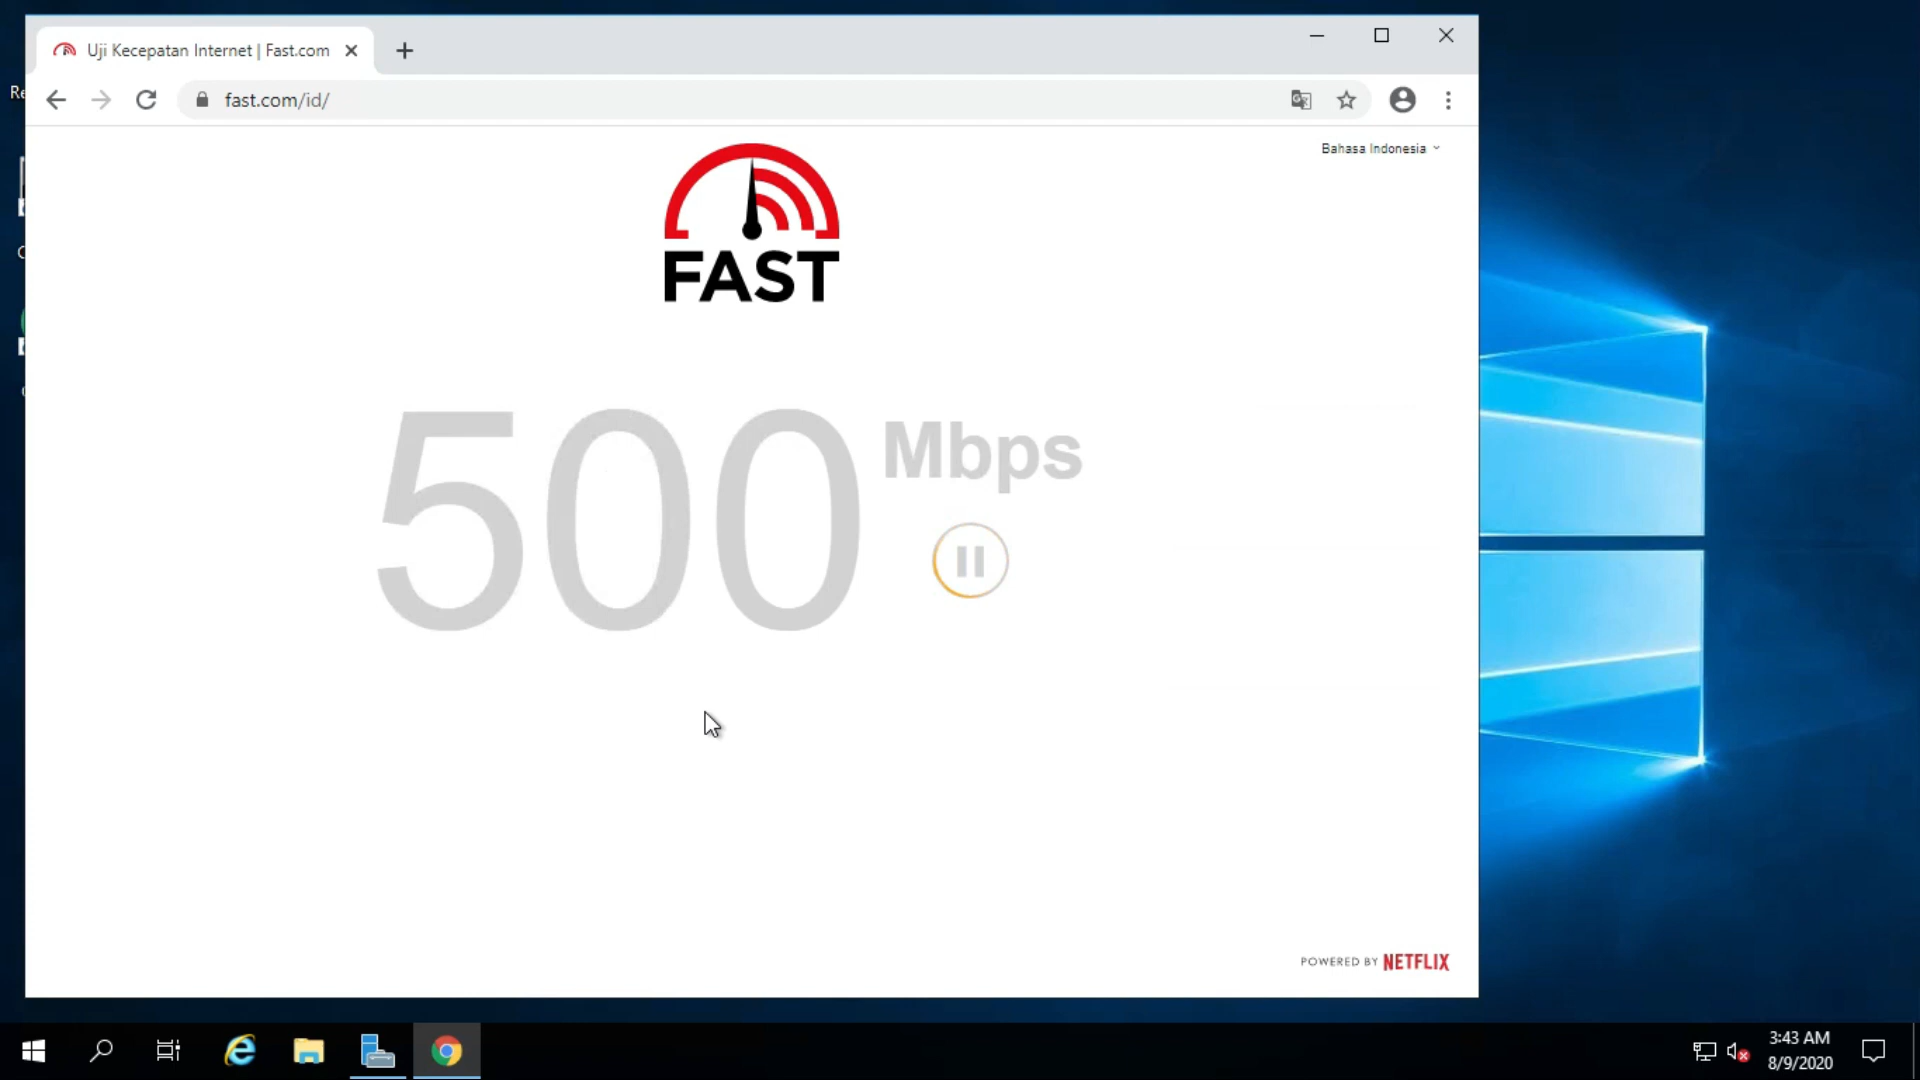 Uji Kecepatan Internet | Fast.com
fast.com/id/
Re
Bahasa Indonesia
FAST
500 Mbps
POWERED BY NETFLIX
3:43 AM
8/9/2020